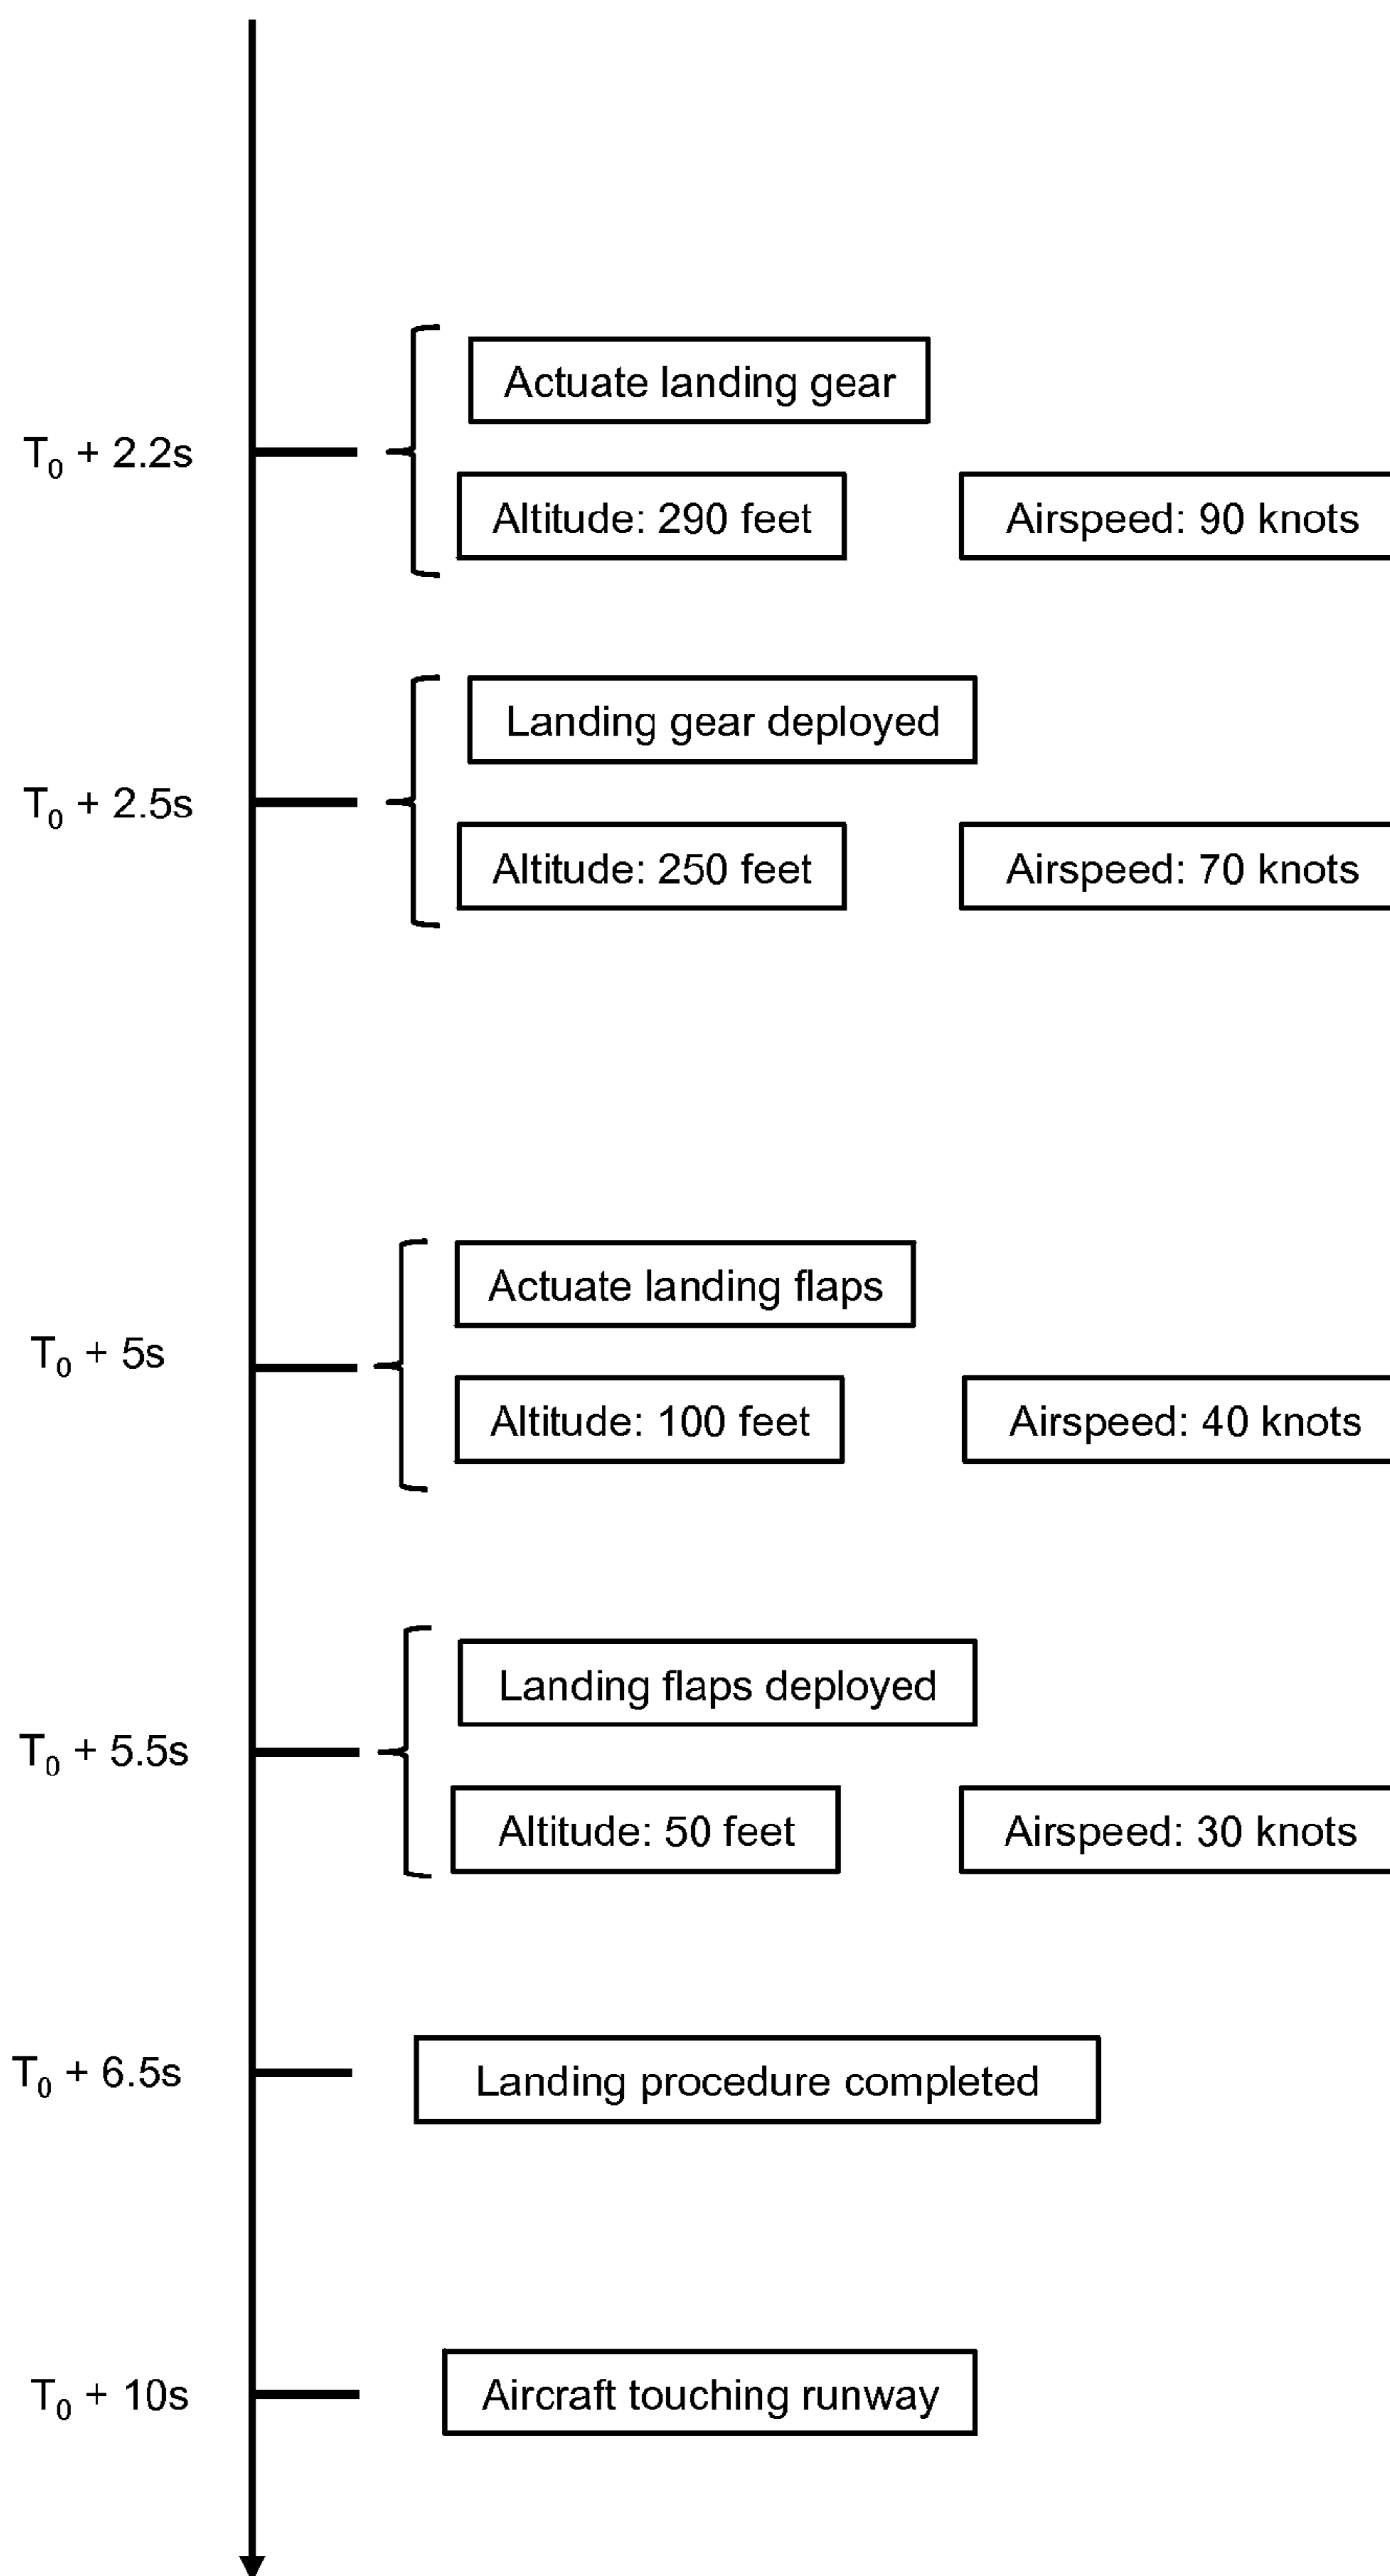 Actuate landing gear
T₀ + 2.2s
Altitude: 290 feet
Airspeed: 90 knots
Landing gear deployed
T₀ + 2.5s
Altitude: 250 feet
Airspeed: 70 knots
Actuate landing flaps
T₀ + 5s
Altitude: 100 feet
Airspeed: 40 knots
Landing flaps deployed
T₀ + 5.5s
Altitude: 50 feet
Airspeed: 30 knots
T₀ + 6.5s
Landing procedure completed
T₀ + 10s
Aircraft touching runway